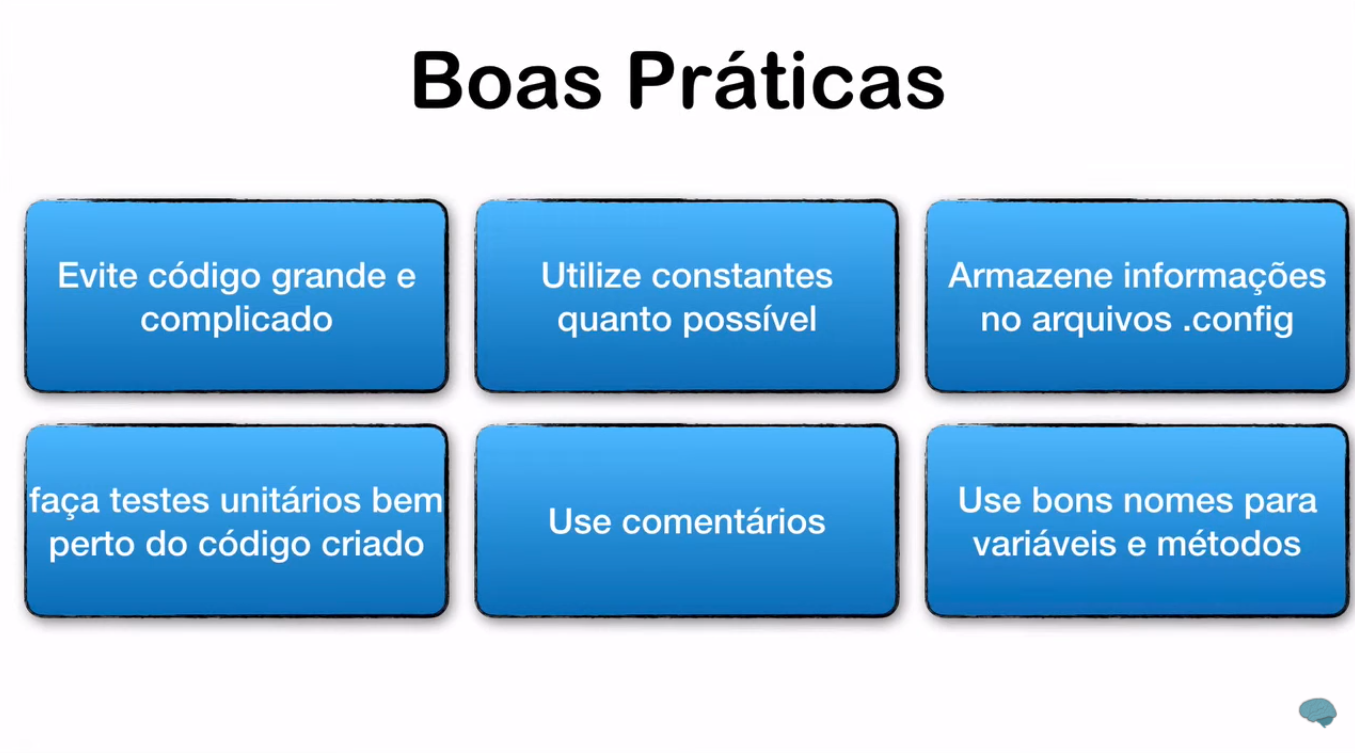 Boas Práticas
Evite código grande e
complicado
Utilize constantes
quanto possível
Armazene informações
no arquivos .config
faça testes unitários bem
perto do código criado
Use comentários
Use bons nomes para
variáveis e métodos